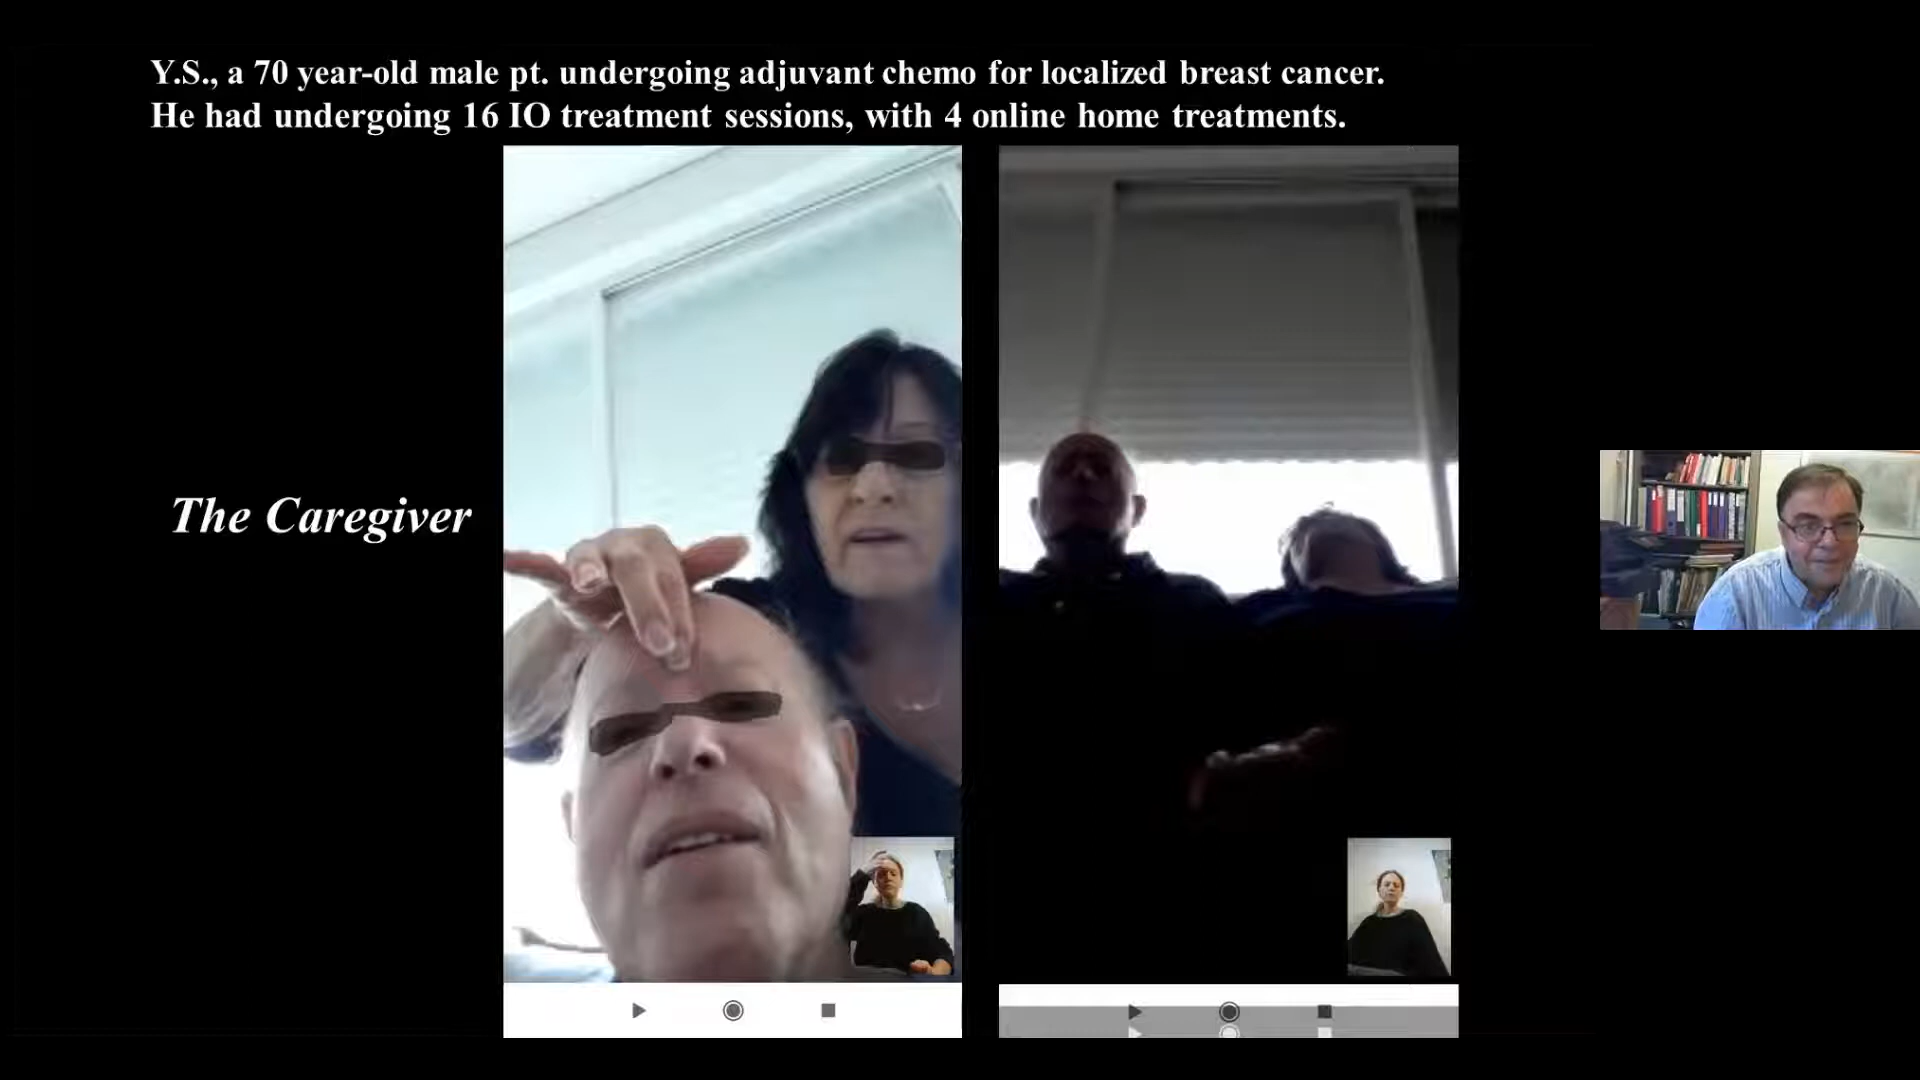 Y.S., a 70 year-old male pt. undergoing adjuvant chemo for localized breast cancer.
He had undergoing 16 IO treatment sessions, with 4 online home treatments.
The Caregiver